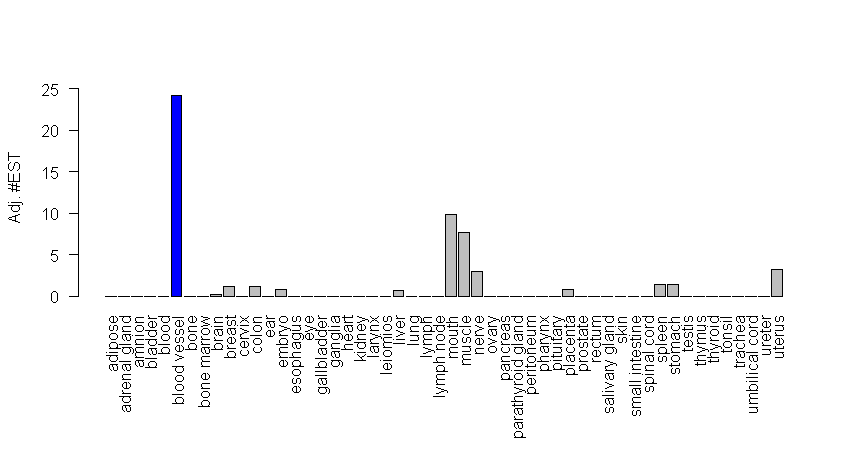 25
20
15
10
5
0
Adj. #EST
adipose
adrenal gland
amnion
bladder
blood
blood vessel
bone
bone marrow
brain
breast
cervix
colon
ear
embryo
esophagus
eye
gallbladder
ganglia
heart
kidney
larynx
leiomios
liver
lung
lymph
lymph node
mouth
muscle
nerve
ovary
pancreas
parathyroid gland
peritoneum
pharynx
pituitary
placenta
prostate
rectum
salivary gland
skin
small intestine
spinal cord
spleen
stomach
testis
thymus
thyroid
tonsil
trachea
umbilical cord
ureter
uterus